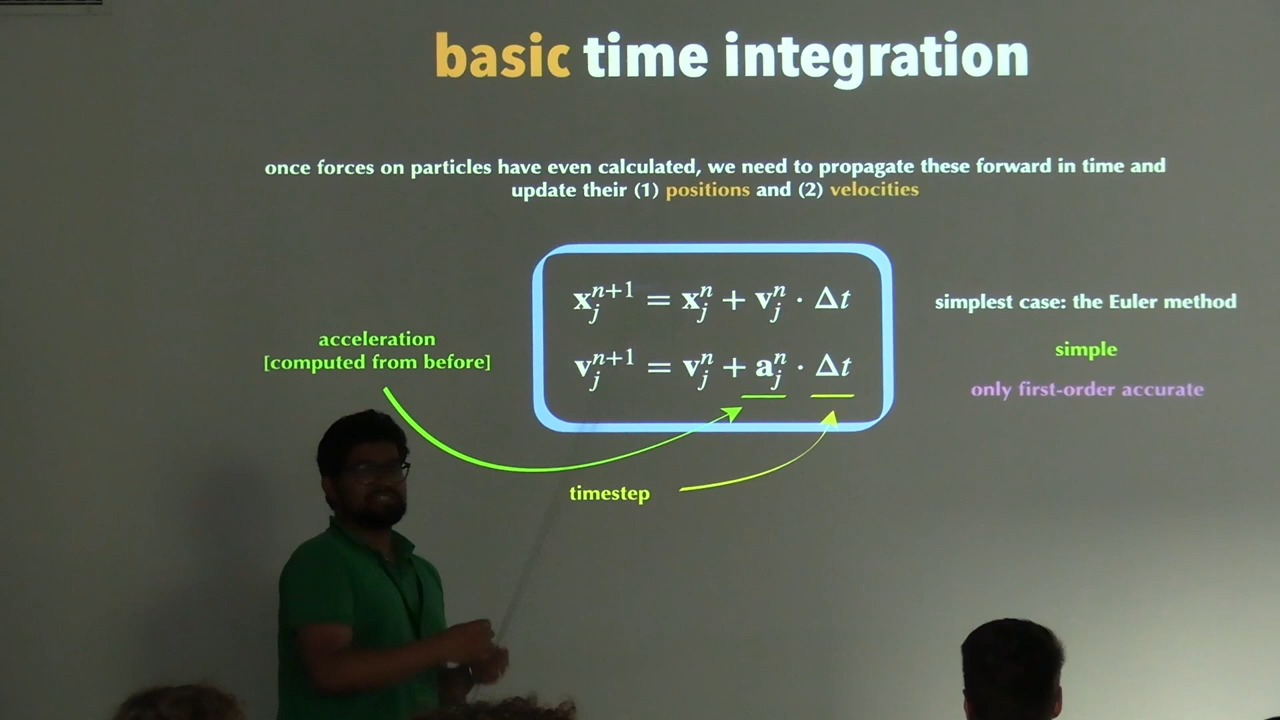 basic time integration
once forces on particles have even calculated, we need to propagate these forward in time and
update their (1) positions and (2) velocities
x_j^{n+1} = x_j^n + v_j^n · Δt
v_j^{n+1} = v_j^n + a_j^n · Δt
simplest case: the Euler method
simple
only first-order accurate
acceleration
[computed from before]
timestep